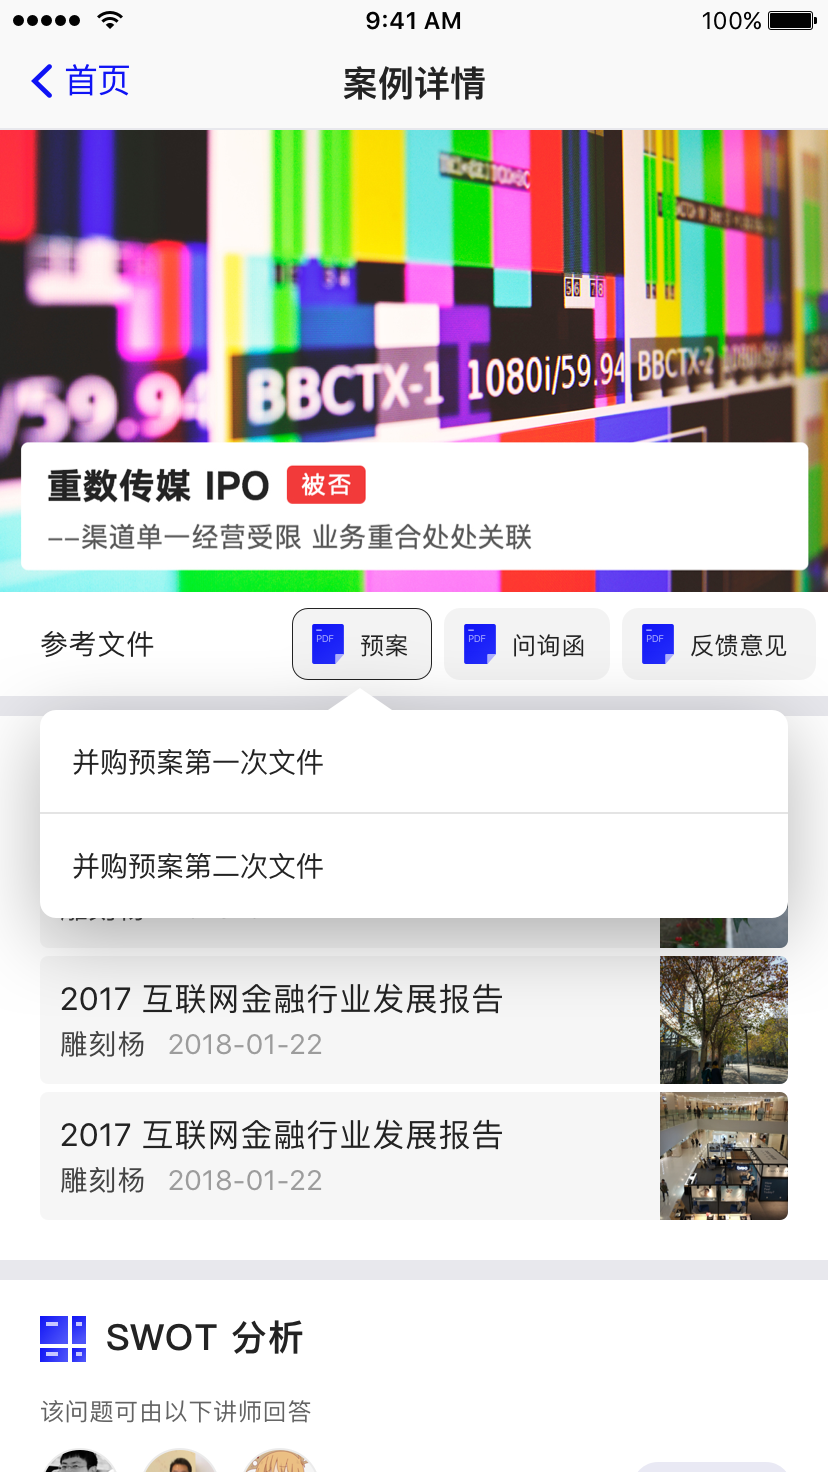 9:41 AM
100%
首页
案例详情
56 78
/59.94
BBCTX-1
1080i/59.94
BBCTX-2
重数传媒 IPO
被否
--渠道单一经营受限 业务重合处处关联
参考文件
PDF
预案
PDF
问询函
PDF
反馈意见
并购预案第一次文件
并购预案第二次文件
2017 互联网金融行业发展报告
雕刻杨 2018-01-22
2017 互联网金融行业发展报告
雕刻杨 2018-01-22
SWOT 分析
该问题可由以下讲师回答